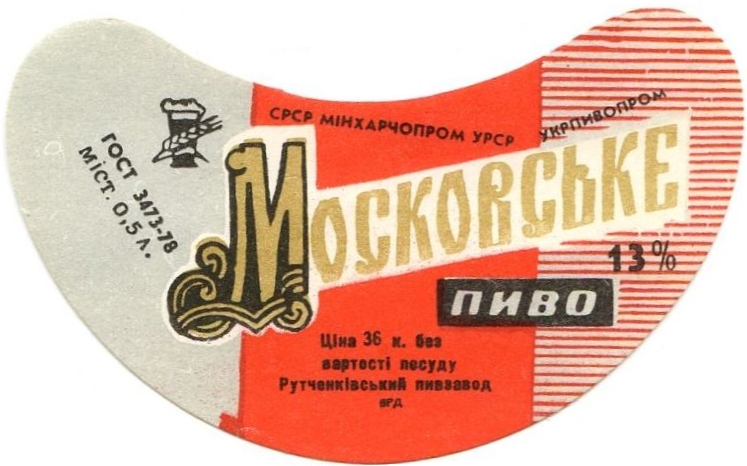 СРСР МІНХАРЧОПРОМ УРСР УКРПИВОПРОМ
ГОСТ 3473-78
міст. 0,5 л.
МОСКОВСЬКЕ
13%
ПИВО
Ціна 36 к. без
вартості посуду
Рутченківський пивзавод
ВРД